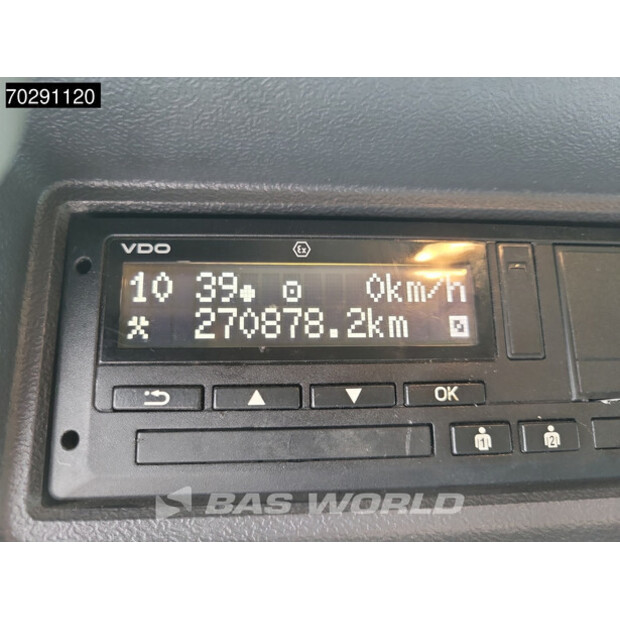 70291120
VDO
Ex
10 39 0km/h
270878.2km
OK
1 2
BAS WORLD